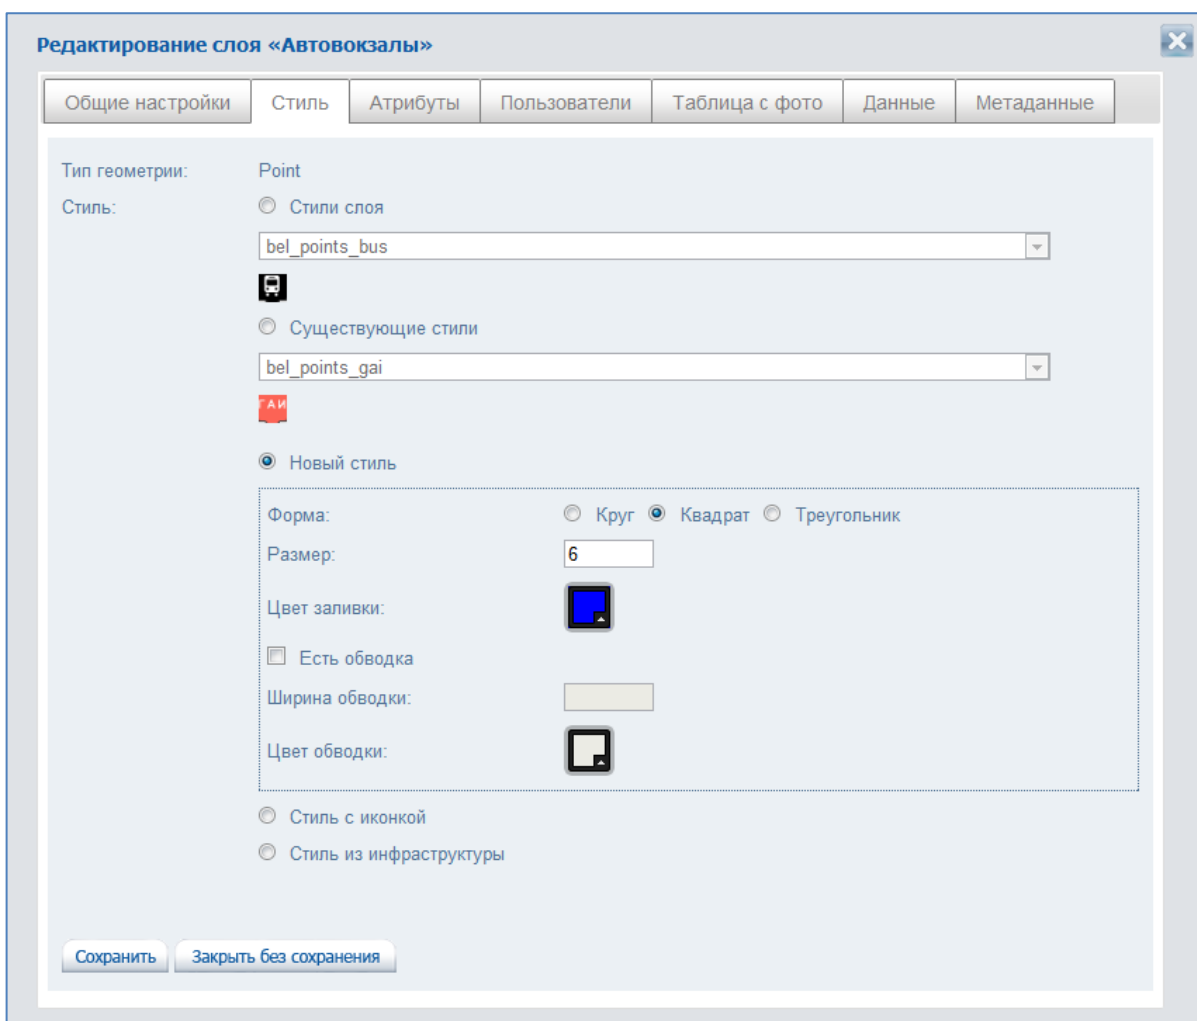 Редактирование слоя «Автовокзалы»
Общие настройки Стиль Атрибуты Пользователи Таблица с фото Данные Метаданные
Тип геометрии: Point
Стиль: Стили слоя
bel_points_bus
Существующие стили
bel_points_gai
ГАИ
Новый стиль
Форма: Круг Квадрат Треугольник
Размер: 6
Цвет заливки:
Есть обводка
Ширина обводки:
Цвет обводки:
Стиль с иконкой
Стиль из инфраструктуры
Сохранить Закрыть без сохранения